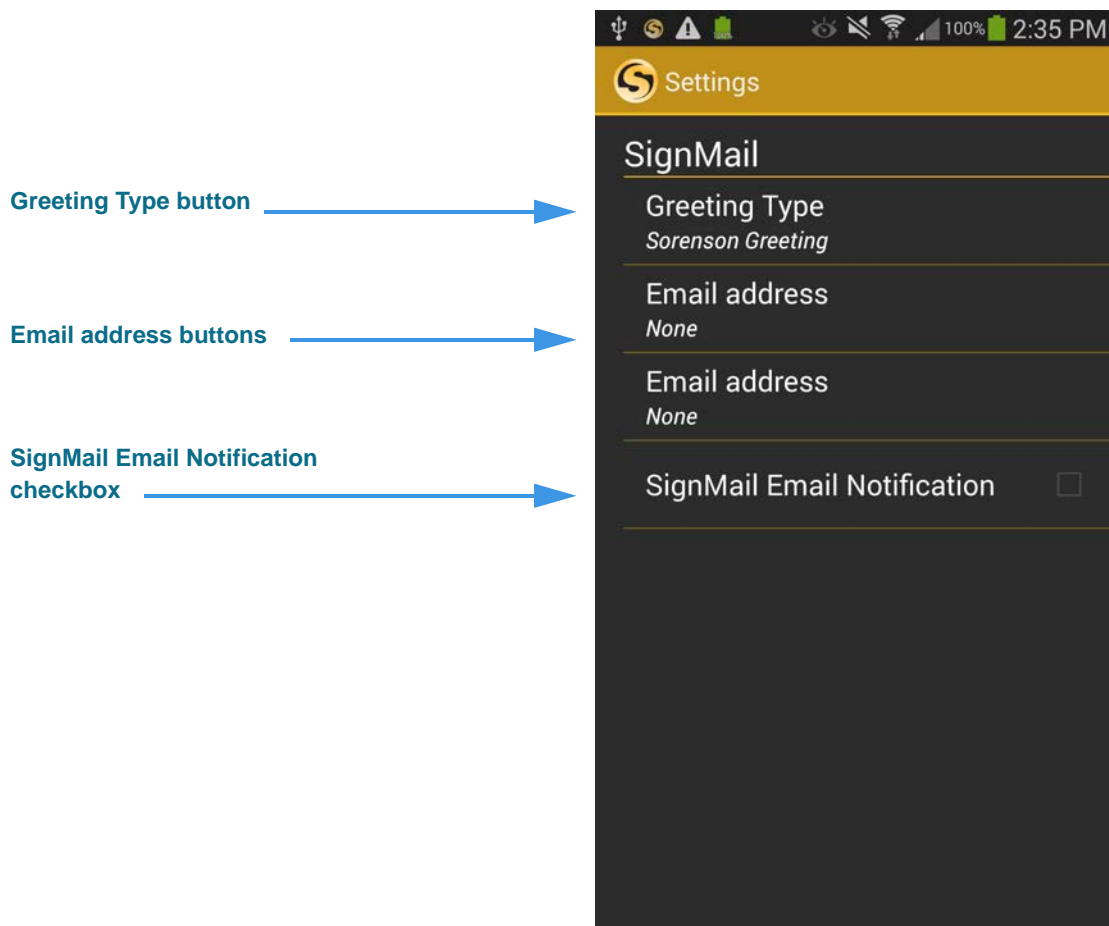 100% 100% 2:35 PM
Settings
SignMail
Greeting Type button
Greeting Type
Sorenson Greeting
Email address buttons
Email address
None
Email address
None
SignMail Email Notification
checkbox
SignMail Email Notification